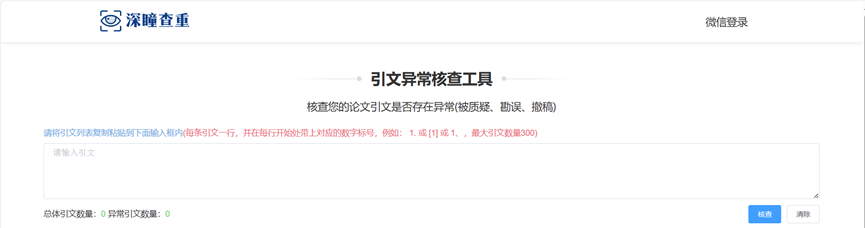 深瞳查重
微信登录
引文异常核查工具
核查您的论文引文是否存在异常(被质疑、勘误、撤稿)
请将引文列表复制粘贴到下面输入框内(每条引文一行，并在每行开始处带上对应的数字标号，例如： 1. 或 [1] 或 1、，最大引文数量300)
请输入引文
总体引文数量：0 异常引文数量：0
核查 清除